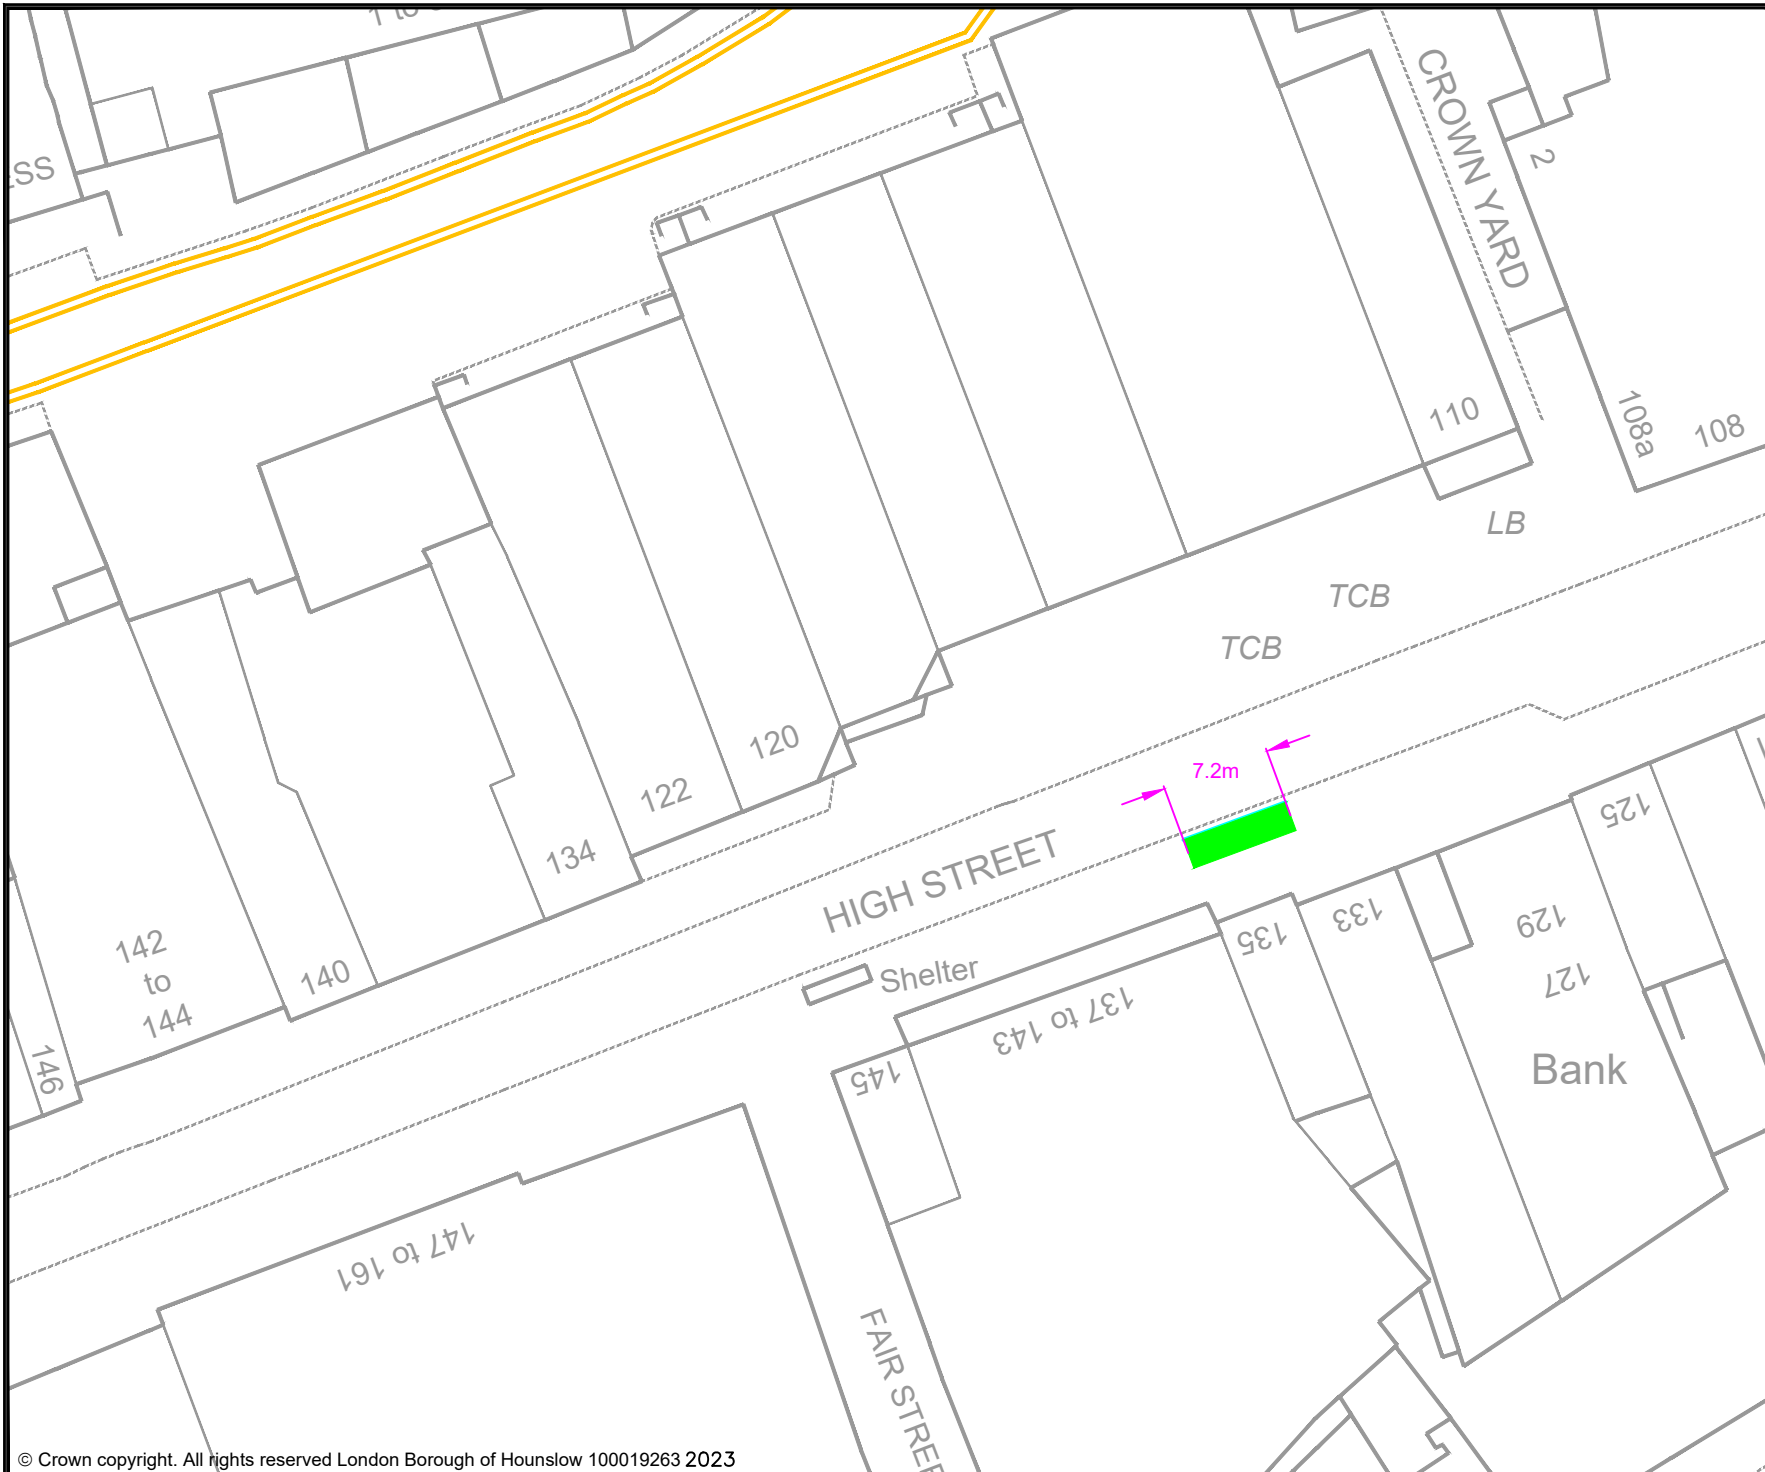 1 to
CROWN YARD
2
110
108a
108
LB
TCB
TCB
7.2m
120
122
134
HIGH STREET
125
142
to
144
140
146
Shelter
137 to 143
145
135
133
129
127
Bank
147 to 161
FAIR STREE
© Crown copyright. All rights reserved London Borough of Hounslow 100019263 2023